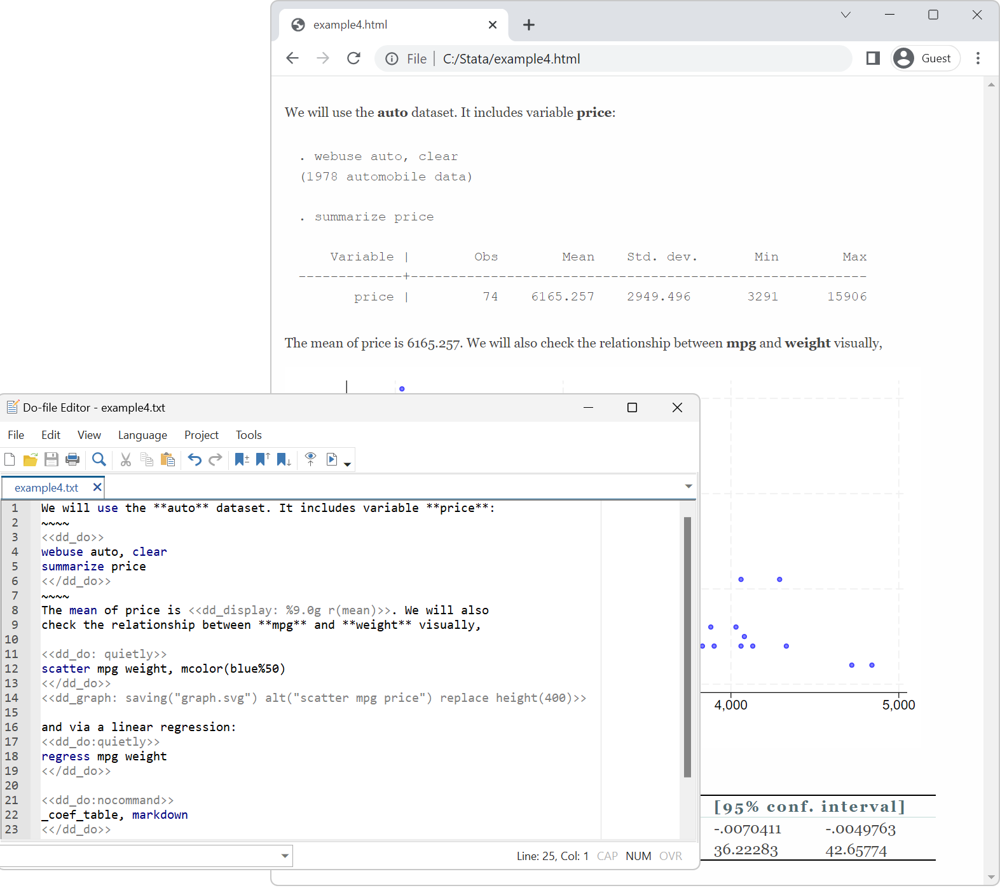 example4.html
File | C:/Stata/example4.html
Guest
We will use the auto dataset. It includes variable price:
. webuse auto, clear
(1978 automobile data)
. summarize price
Variable | Obs Mean Std. dev. Min Max
-------------+---------------------------------------------------------
price | 74 6165.257 2949.496 3291 15906
The mean of price is 6165.257. We will also check the relationship between mpg and weight visually,
4,000 5,000
[95% conf. interval]
-.0070411 -.0049763
36.22283 42.65774
Do-file Editor - example4.txt
File Edit View Language Project Tools
example4.txt
1 We will use the **auto** dataset. It includes variable **price**:
2 ~~~~
3 <<dd_do>>
4 webuse auto, clear
5 summarize price
6 <</dd_do>>
7 ~~~~
8 The mean of price is <<dd_display: %9.0g r(mean)>>. We will also
9 check the relationship between **mpg** and **weight** visually,
10
11 <<dd_do: quietly>>
12 scatter mpg weight, mcolor(blue%50)
13 <</dd_do>>
14 <<dd_graph: saving("graph.svg") alt("scatter mpg price") replace height(400)>>
15
16 and via a linear regression:
17 <<dd_do:quietly>>
18 regress mpg weight
19 <</dd_do>>
20
21 <<dd_do:nocommand>>
22 _coef_table, markdown
23 <</dd_do>>
Line: 25, Col: 1 CAP NUM OVR